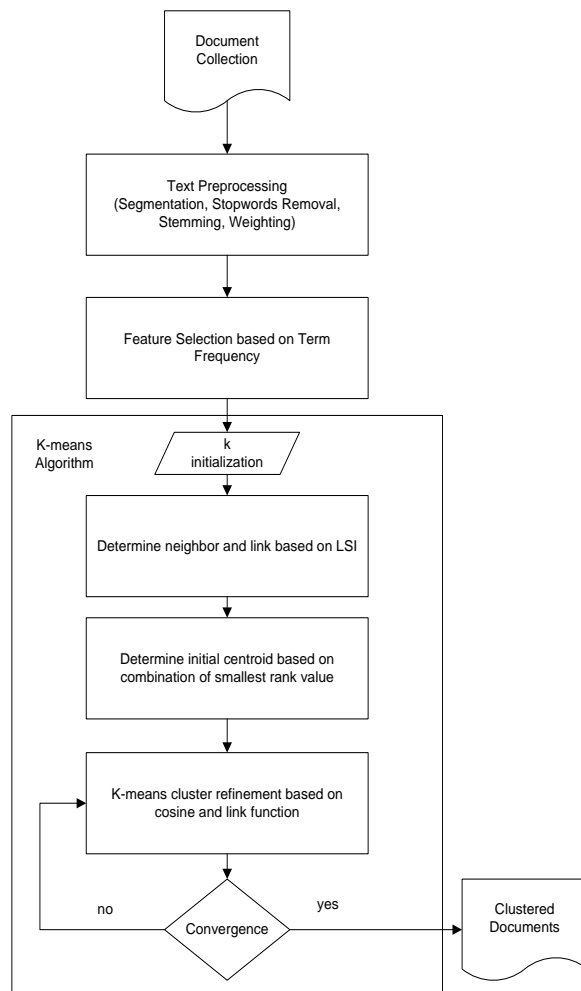 Document
Collection
Text Preprocessing
(Segmentation, Stopwords Removal,
Stemming, Weighting)
Feature Selection based on Term
Frequency
K-means
Algorithm
k
initialization
Determine neighbor and link based on LSI
Determine initial centroid based on
combination of smallest rank value
K-means cluster refinement based on
cosine and link function
no
Convergence
yes
Clustered
Documents